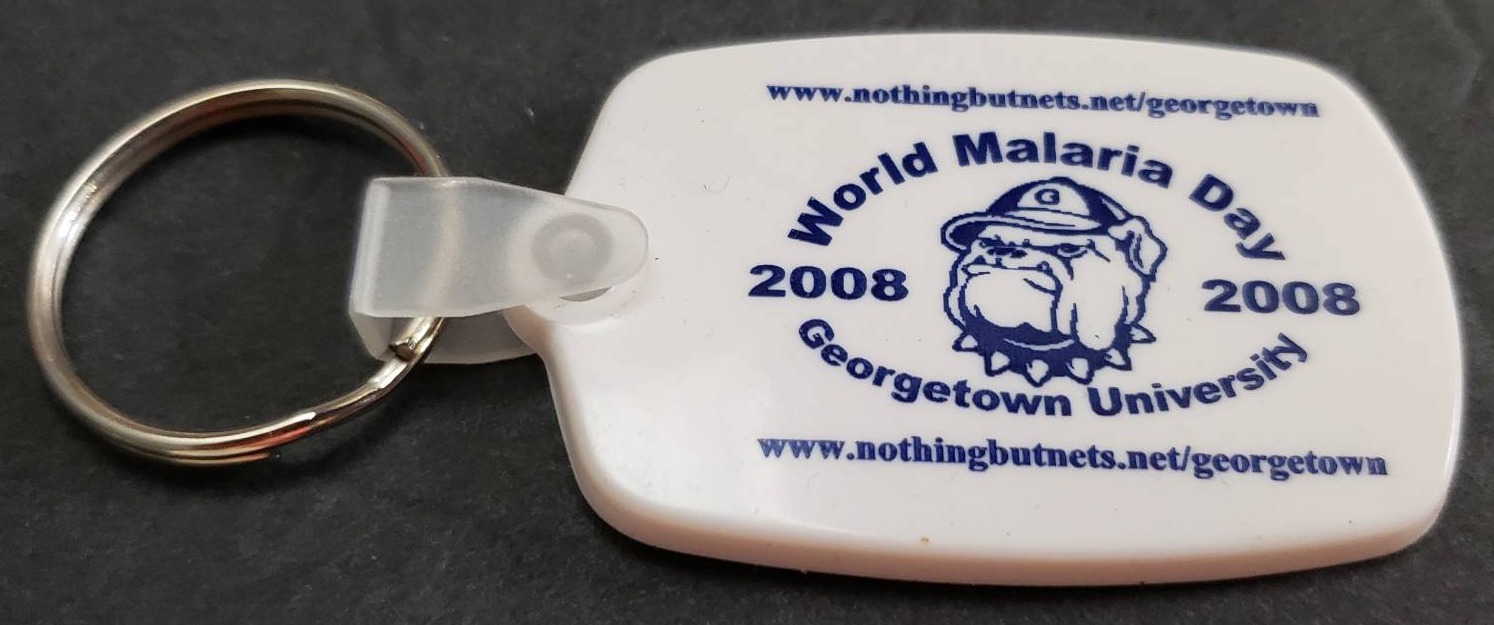 www.nothingbutnets.net/georgetown
World Malaria Day
G
2008 2008
Georgetown University
www.nothingbutnets.net/georgetown